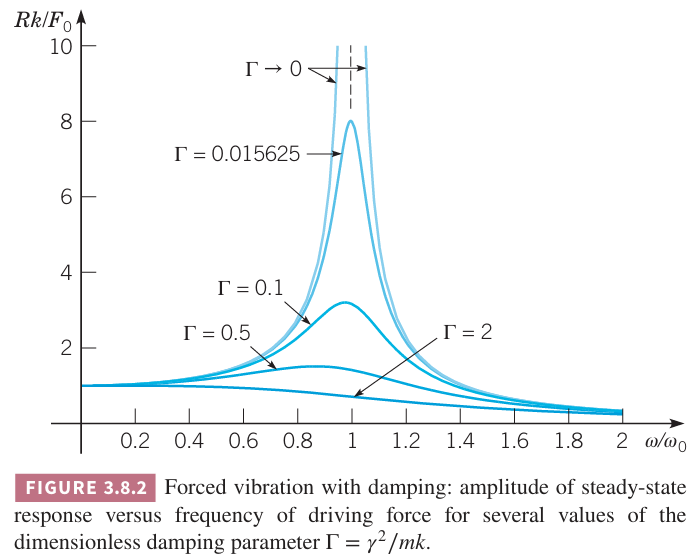 Rk/F₀
10
Γ → 0
8
Γ = 0.015625
6
4
Γ = 0.1
Γ = 0.5
Γ = 2
2
0.2 0.4 0.6 0.8 1 1.2 1.4 1.6 1.8 2 ω/ω₀
FIGURE 3.8.2 Forced vibration with damping: amplitude of steady-state
response versus frequency of driving force for several values of the
dimensionless damping parameter Γ = γ²/mk.